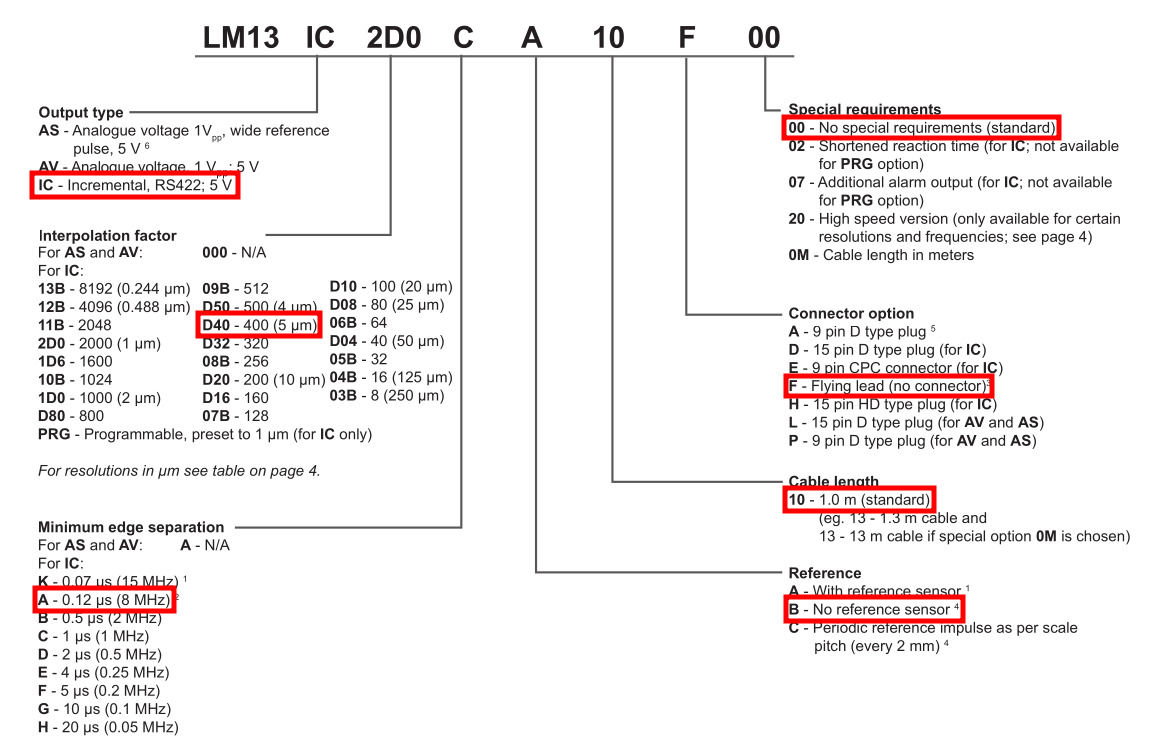 LM13 IC 2D0 C A 10 F 00
Output type
AS - Analogue voltage 1Vpp, wide reference
pulse, 5 V 6
AV - Analogue voltage, 1 Vpp; 5 V
IC - Incremental, RS422; 5 V
Interpolation factor
For AS and AV: 000 - N/A
For IC:
13B - 8192 (0.244 µm)
12B - 4096 (0.488 µm)
11B - 2048
2D0 - 2000 (1 µm)
1D6 - 1600
10B - 1024
1D0 - 1000 (2 µm)
D80 - 800
09B - 512
D50 - 500 (4 µm)
D40 - 400 (5 µm)
D32 - 320
08B - 256
D20 - 200 (10 µm)
D16 - 160
07B - 128
D10 - 100 (20 µm)
D08 - 80 (25 µm)
06B - 64
D04 - 40 (50 µm)
05B - 32
04B - 16 (125 µm)
03B - 8 (250 µm)
PRG - Programmable, preset to 1 µm (for IC only)
For resolutions in µm see table on page 4.
Minimum edge separation
For AS and AV: A - N/A
For IC:
K - 0.07 µs (15 MHz) 1
A - 0.12 µs (8 MHz) 2
B - 0.5 µs (2 MHz)
C - 1 µs (1 MHz)
D - 2 µs (0.5 MHz)
E - 4 µs (0.25 MHz)
F - 5 µs (0.2 MHz)
G - 10 µs (0.1 MHz)
H - 20 µs (0.05 MHz)
Special requirements
00 - No special requirements (standard)
02 - Shortened reaction time (for IC; not available
for PRG option)
07 - Additional alarm output (for IC; not available
for PRG option)
20 - High speed version (only available for certain
resolutions and frequencies; see page 4)
0M - Cable length in meters
Connector option
A - 9 pin D type plug 5
D - 15 pin D type plug (for IC)
E - 9 pin CPC connector (for IC)
F - Flying lead (no connector)3
H - 15 pin HD type plug (for IC)
L - 15 pin D type plug (for AV and AS)
P - 9 pin D type plug (for AV and AS)
Cable length
10 - 1.0 m (standard)
(eg. 13 - 1.3 m cable and
13 - 13 m cable if special option 0M is chosen)
Reference
A - With reference sensor 1
B - No reference sensor 4
C - Periodic reference impulse as per scale
pitch (every 2 mm) 4